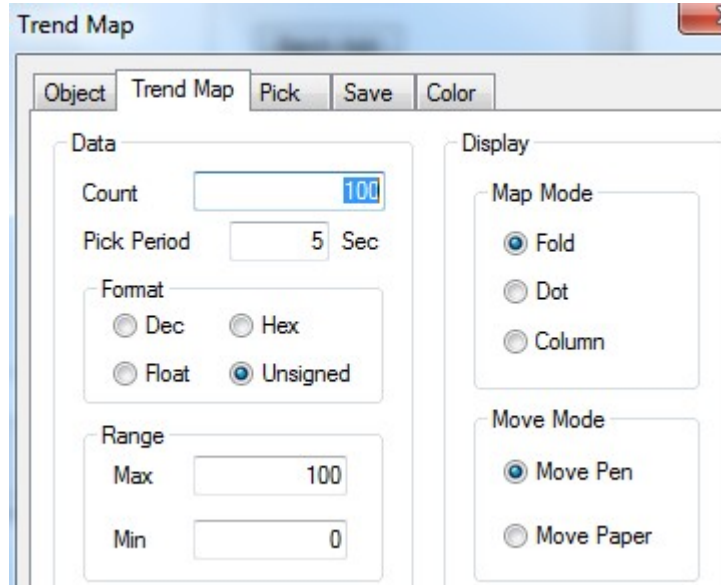 Trend Map
Object Trend Map Pick Save Color
Data
Count 100
Pick Period 5 Sec
Format
Dec Hex
Float Unsigned
Range
Max 100
Min 0
Display
Map Mode
Fold
Dot
Column
Move Mode
Move Pen
Move Paper